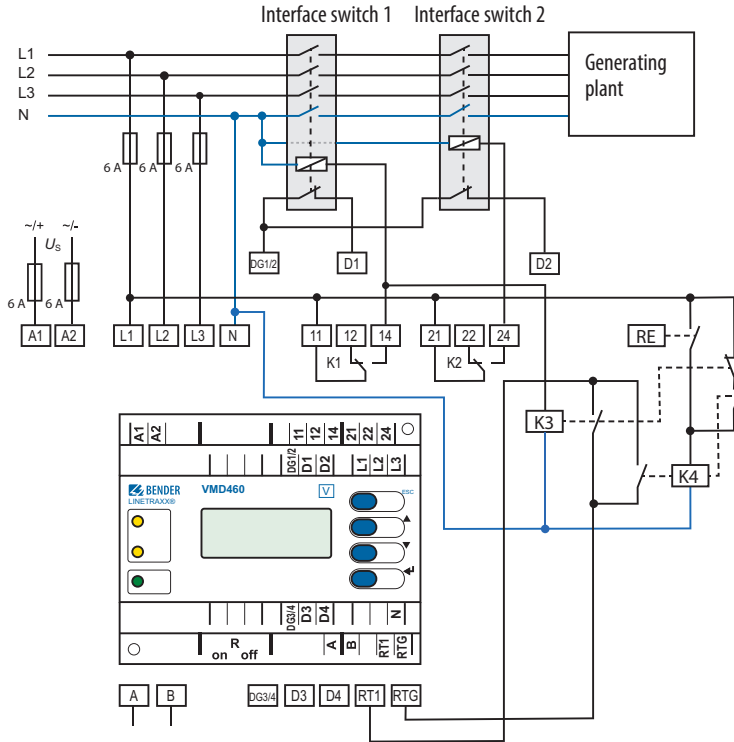 Interface switch 1 Interface switch 2
L1
L2
L3
N
Generating
plant
6 A 6 A 6 A
~/+ ~/-
US
6 A 6 A
DG1/2 D1 D2
A1 A2 L1 L2 L3 N 11 12 14 21 22 24
K1 K2
RE
K3
K4
A1 A2 11 12 14 21 22 24
DG1/2 D1 D2 L1 L2 L3
BENDER VMD460 V ESC
LINETRAXX®
DG3/4 D3 D4 N
R
on off A B RT1 RTG
A B DG3/4 D3 D4 RT1 RTG